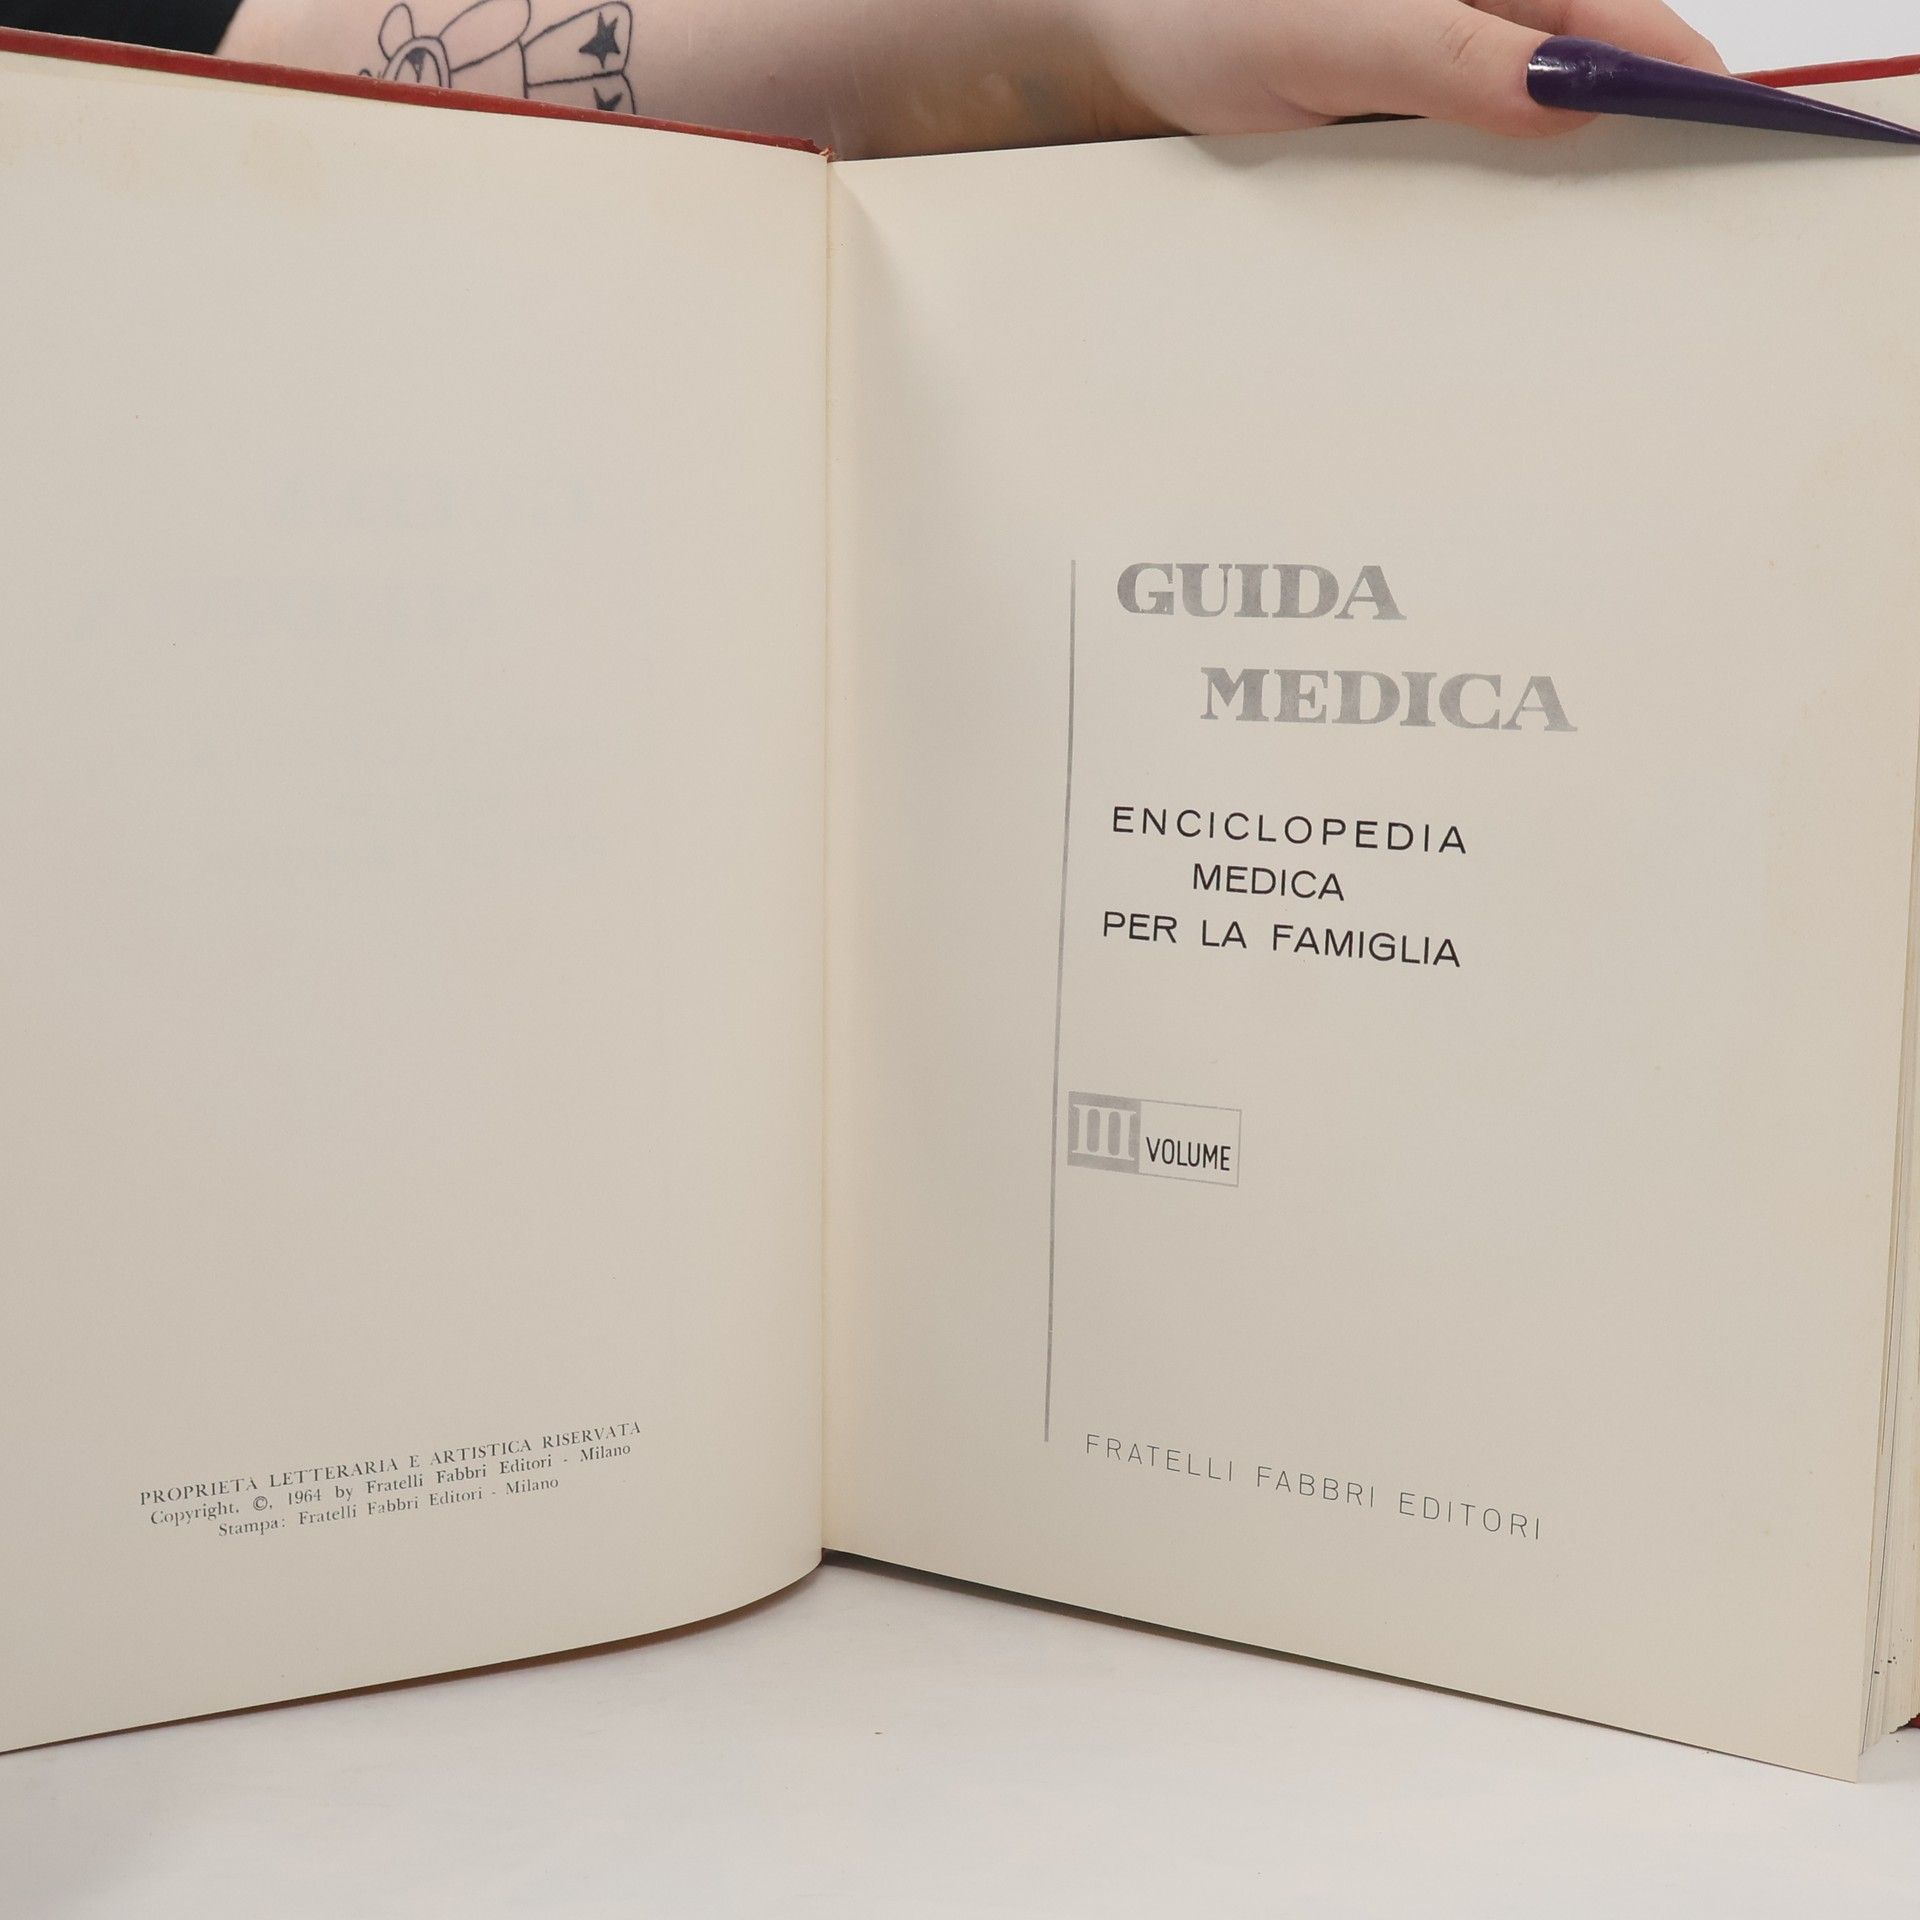 PROPRIETÀ LETTERARIA E ARTISTICA RISERVATA
Copyright, ©, 1964 by Fratelli Fabbri Editori - Milano
Stampa: Fratelli Fabbri Editori - Milano
GUIDA
MEDICA
ENCICLOPEDIA
MEDICA
PER LA FAMIGLIA
III VOLUME
FRATELLI FABBRI EDITORI